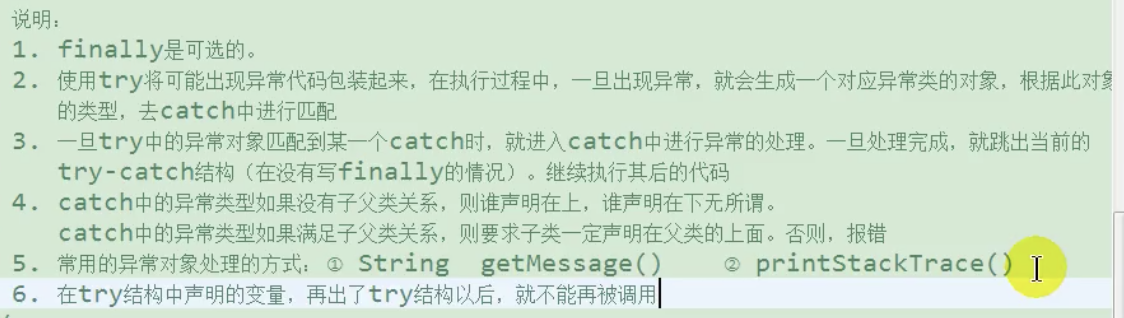 说明:
1. finally是可选的。
2. 使用try将可能出现异常代码包装起来，在执行过程中，一旦出现异常，就会生成一个对应异常类的对象，根据此对象
的类型，去catch中进行匹配
3. 一旦try中的异常对象匹配到某一个catch时，就进入catch中进行异常的处理。一旦处理完成，就跳出当前的
try-catch结构（在没有写finally的情况）。继续执行其后的代码
4. catch中的异常类型如果没有子父类关系，则谁声明在上，谁声明在下无所谓。
catch中的异常类型如果满足子父类关系，则要求子类一定声明在父类的上面。否则，报错
5. 常用的异常对象处理的方式: ① String  getMessage()    ② printStackTrace()
6. 在try结构中声明的变量，再出了try结构以后，就不能再被调用